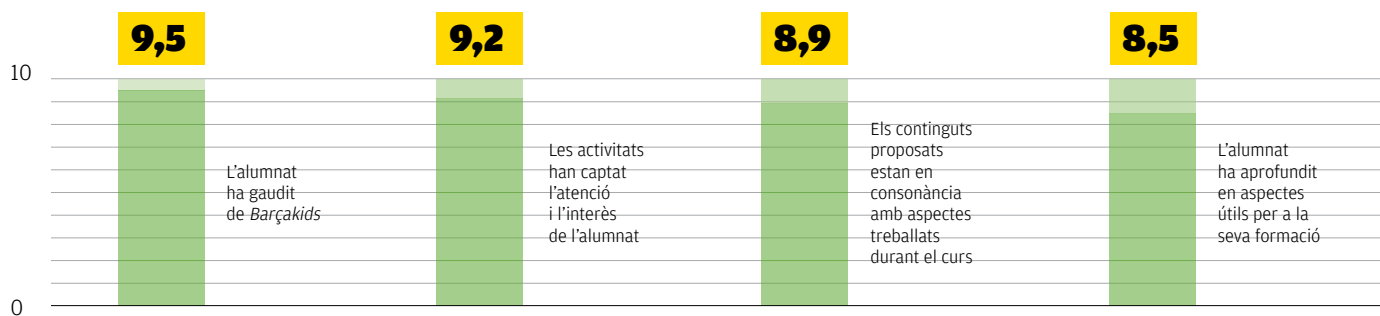 9,5
9,2
8,9
8,5
10
L'alumnat
ha gaudit
de Barçakids
Les activitats
han captat
l'atenció
i l'interès
de l'alumnat
Els continguts
proposats
estan en
consonància
amb aspectes
treballats
durant el curs
L'alumnat
ha aprofundit
en aspectes
útils per a la
seva formació
0